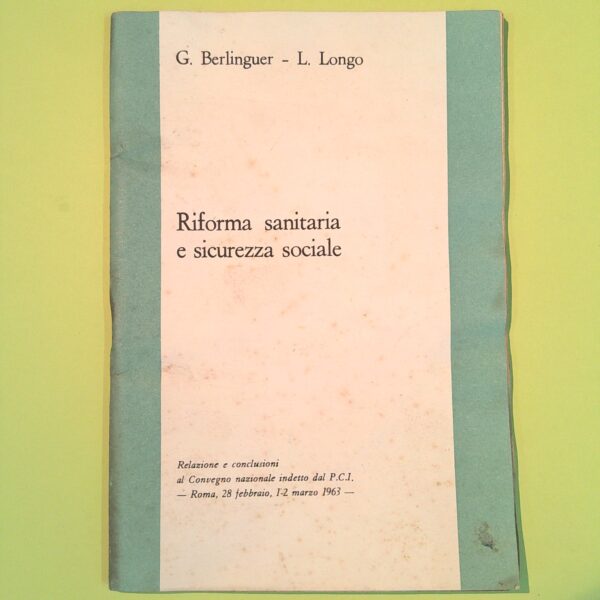 G. Berlinguer – L. Longo
Riforma sanitaria
e sicurezza sociale
Relazione e conclusioni
al Convegno nazionale indetto dal P.C.I.
— Roma, 28 febbraio, 1-2 marzo 1963 —